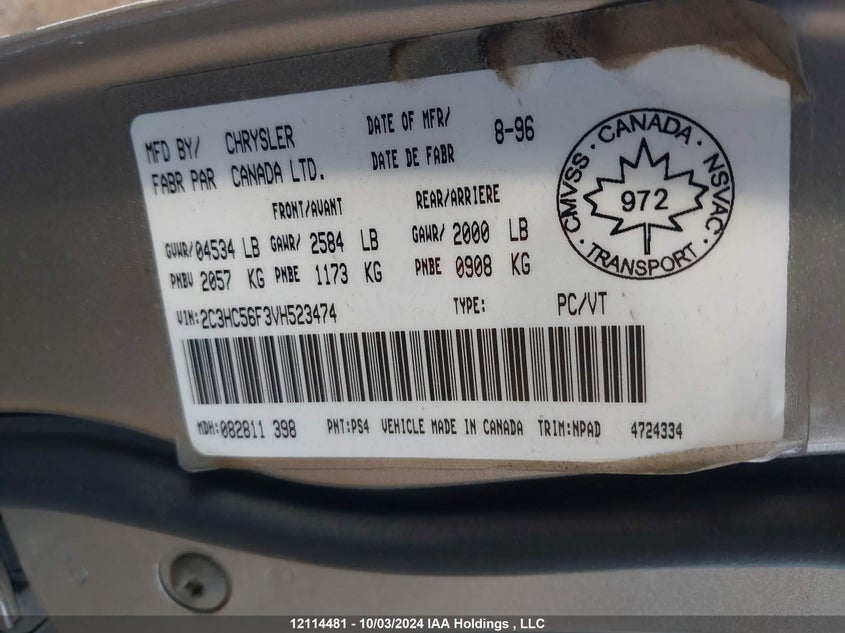 MFD BY/ CHRYSLER DATE OF MFR/ 8-96
FABR PAR CANADA LTD. DATE DE FABR
FRONT/AVANT REAR/ARRIERE
GVWR/04534 LB GAWR/ 2584 LB GAWR/ 2000 LB
PNBV 2057 KG PNBE 1173 KG PNBE 0908 KG
VIN:2C3HC56F3VH523474 TYPE: PC/VT
MDH:082811 398 PNT:PS4 VEHICLE MADE IN CANADA TRIM:NPAD 4724334
CMVSS · CANADA · NSVAC · TRANSPORT ·
972
12114481 - 10/03/2024 IAA Holdings , LLC